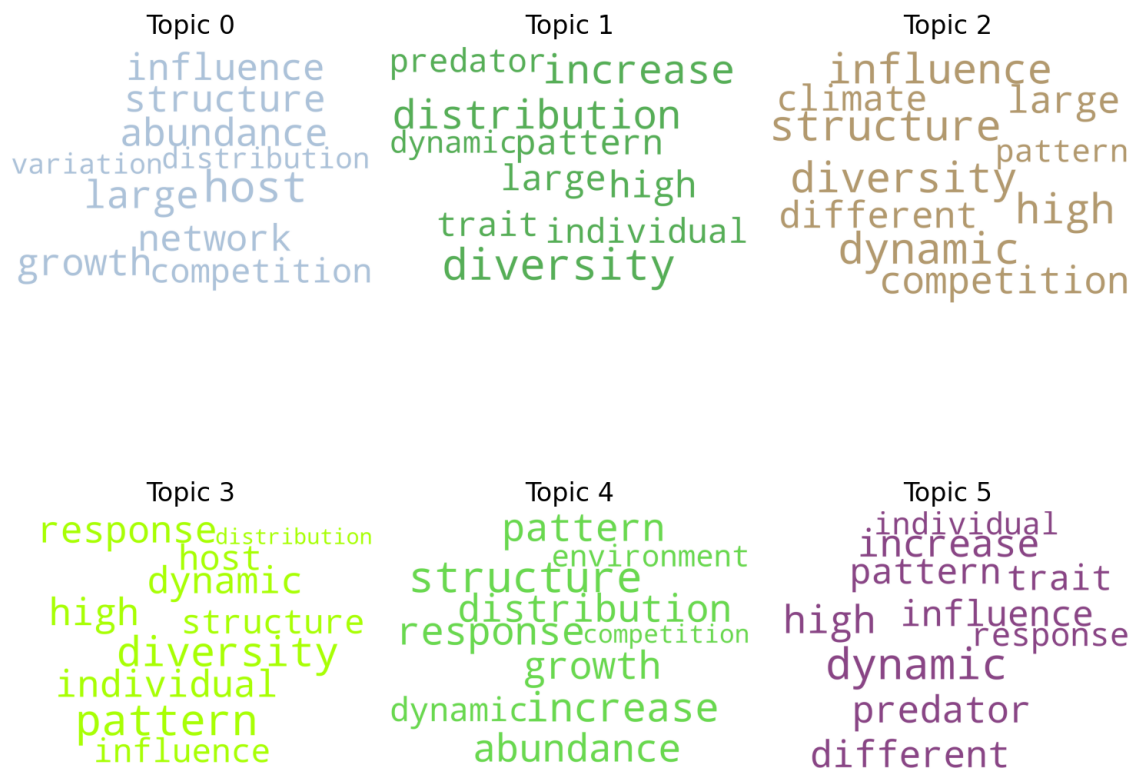 Topic 0
influence
structure
abundance
variation distribution
large host
network
growth competition
Topic 1
predator increase
distribution
dynamic pattern
large high
trait individual
diversity
Topic 2
influence
climate large
structure
pattern
diversity
different high
dynamic
competition
Topic 3
response distribution
host
dynamic
high structure
diversity
individual
pattern
influence
Topic 4
pattern
environment
structure
distribution
response competition
growth
dynamic increase
abundance
Topic 5
individual
increase
pattern trait
high influence
response
dynamic
predator
different